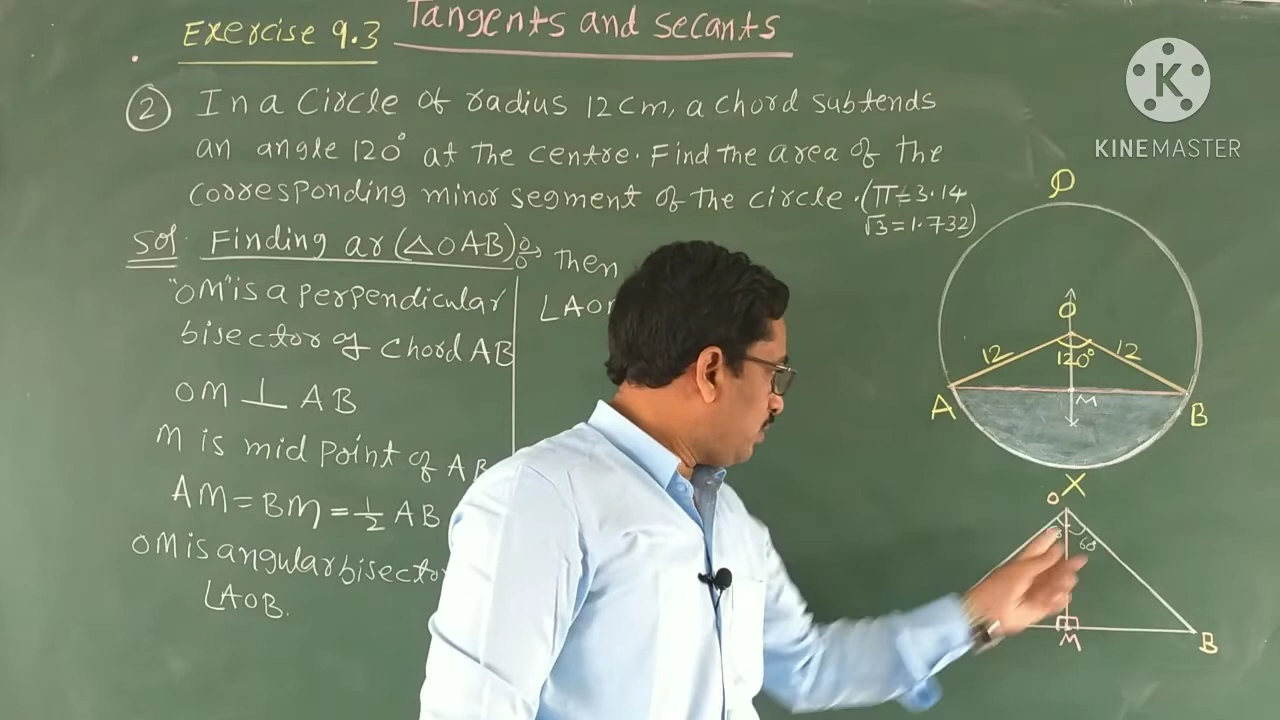 Exercise 9.3 Tangents and secants
K
KINEMASTER
② In a Circle of radius 12cm, a chord subtends
an angle 120° at the centre. Find the area of the
corresponding minor segment of the circle. (π=3.14
√3=1.732)
Sol: Finding ar(△OAB):
"OM" is a perpendicular
bisector of chord AB
OM ⊥ AB
M is mid point of AB
AM = BM = 1/2 AB
OM is angular bisector
∠AOB.
Then
∠AOM
Q
O
12 120° 12
A M B
X
O
60°
M B